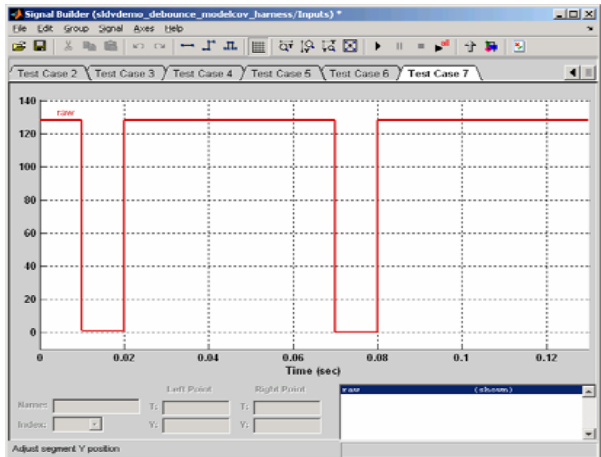 Signal Builder (sldvdemo_debounce_modelcov_harness/Inputs) *
File Edit Group Signal Axes Help
Test Case 2 Test Case 3 Test Case 4 Test Case 5 Test Case 6 Test Case 7
140
raw
120
100
80
60
40
20
0
0 0.02 0.04 0.06 0.08 0.1 0.12
Time (sec)
Left Point Right Point
Name: T: T:
Index: Y: Y:
raw (shown)
Adjust segment Y position